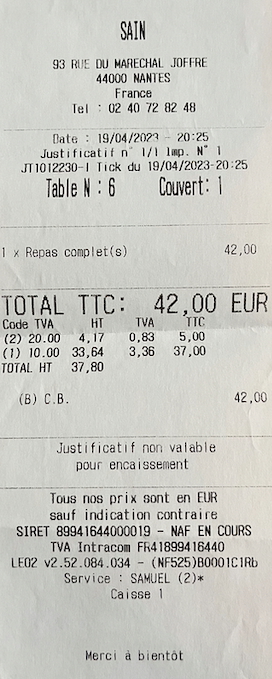 SAIN
93 RUE DU MARECHAL JOFFRE
44000 NANTES
France
Tel : 02 40 72 82 48
Date : 19/04/2023 - 20:25
Justificatif n° 1/1 Imp. N° 1
JT1012230-1 Tick du 19/04/2023-20:25
Table N : 6 Couvert: 1
1 x Repas complet(s) 42,00
TOTAL TTC: 42,00 EUR
Code TVA HT TVA TTC
(2) 20.00 4,17 0,83 5,00
(1) 10.00 33,64 3,36 37,00
TOTAL HT 37,80
(B) C.B. 42,00
Justificatif non valable
pour encaissement
Tous nos prix sont en EUR
sauf indication contraire
SIRET 89941644000019 - NAF EN COURS
TVA Intracom FR41899416440
LEO2 v2.52.084.034 - (NF525)B0001C1Rb
Service : SAMUEL (2)*
Caisse 1
Merci à bientôt